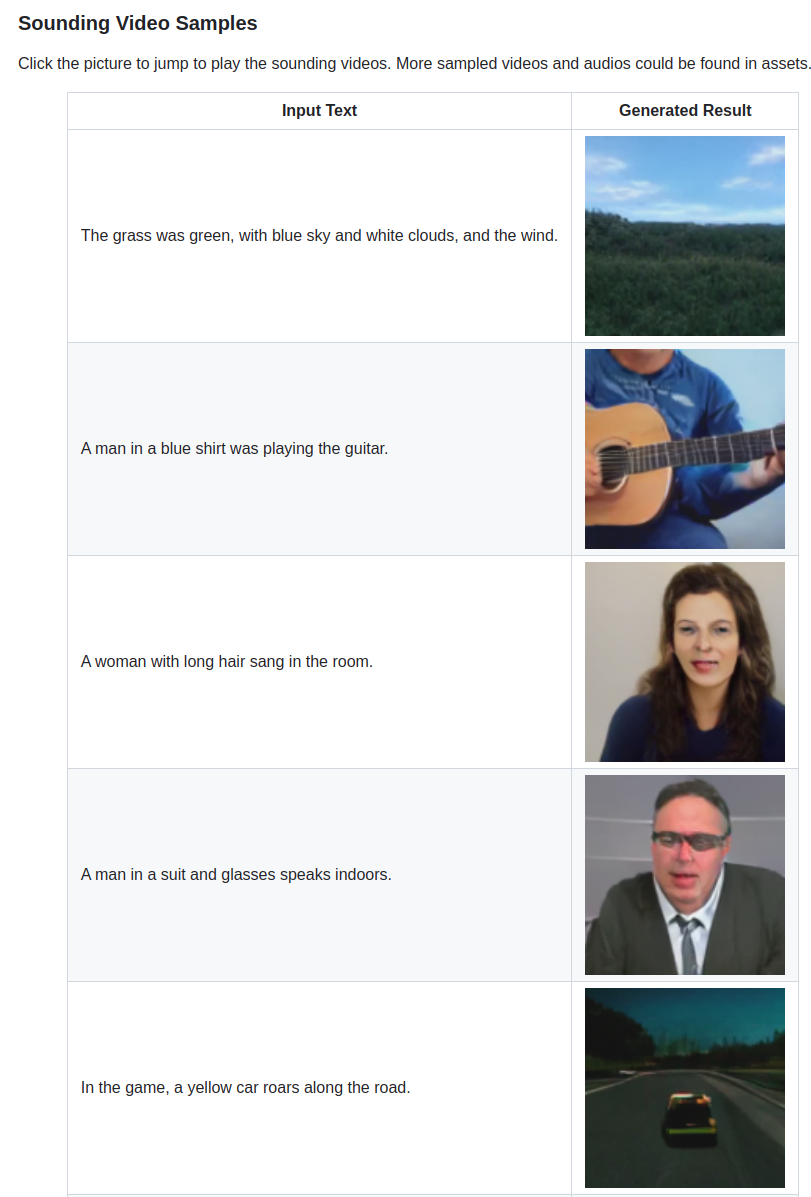 Sounding Video Samples
Click the picture to jump to play the sounding videos. More sampled videos and audios could be found in assets.
Input Text
Generated Result
The grass was green, with blue sky and white clouds, and the wind.
A man in a blue shirt was playing the guitar.
A woman with long hair sang in the room.
A man in a suit and glasses speaks indoors.
In the game, a yellow car roars along the road.